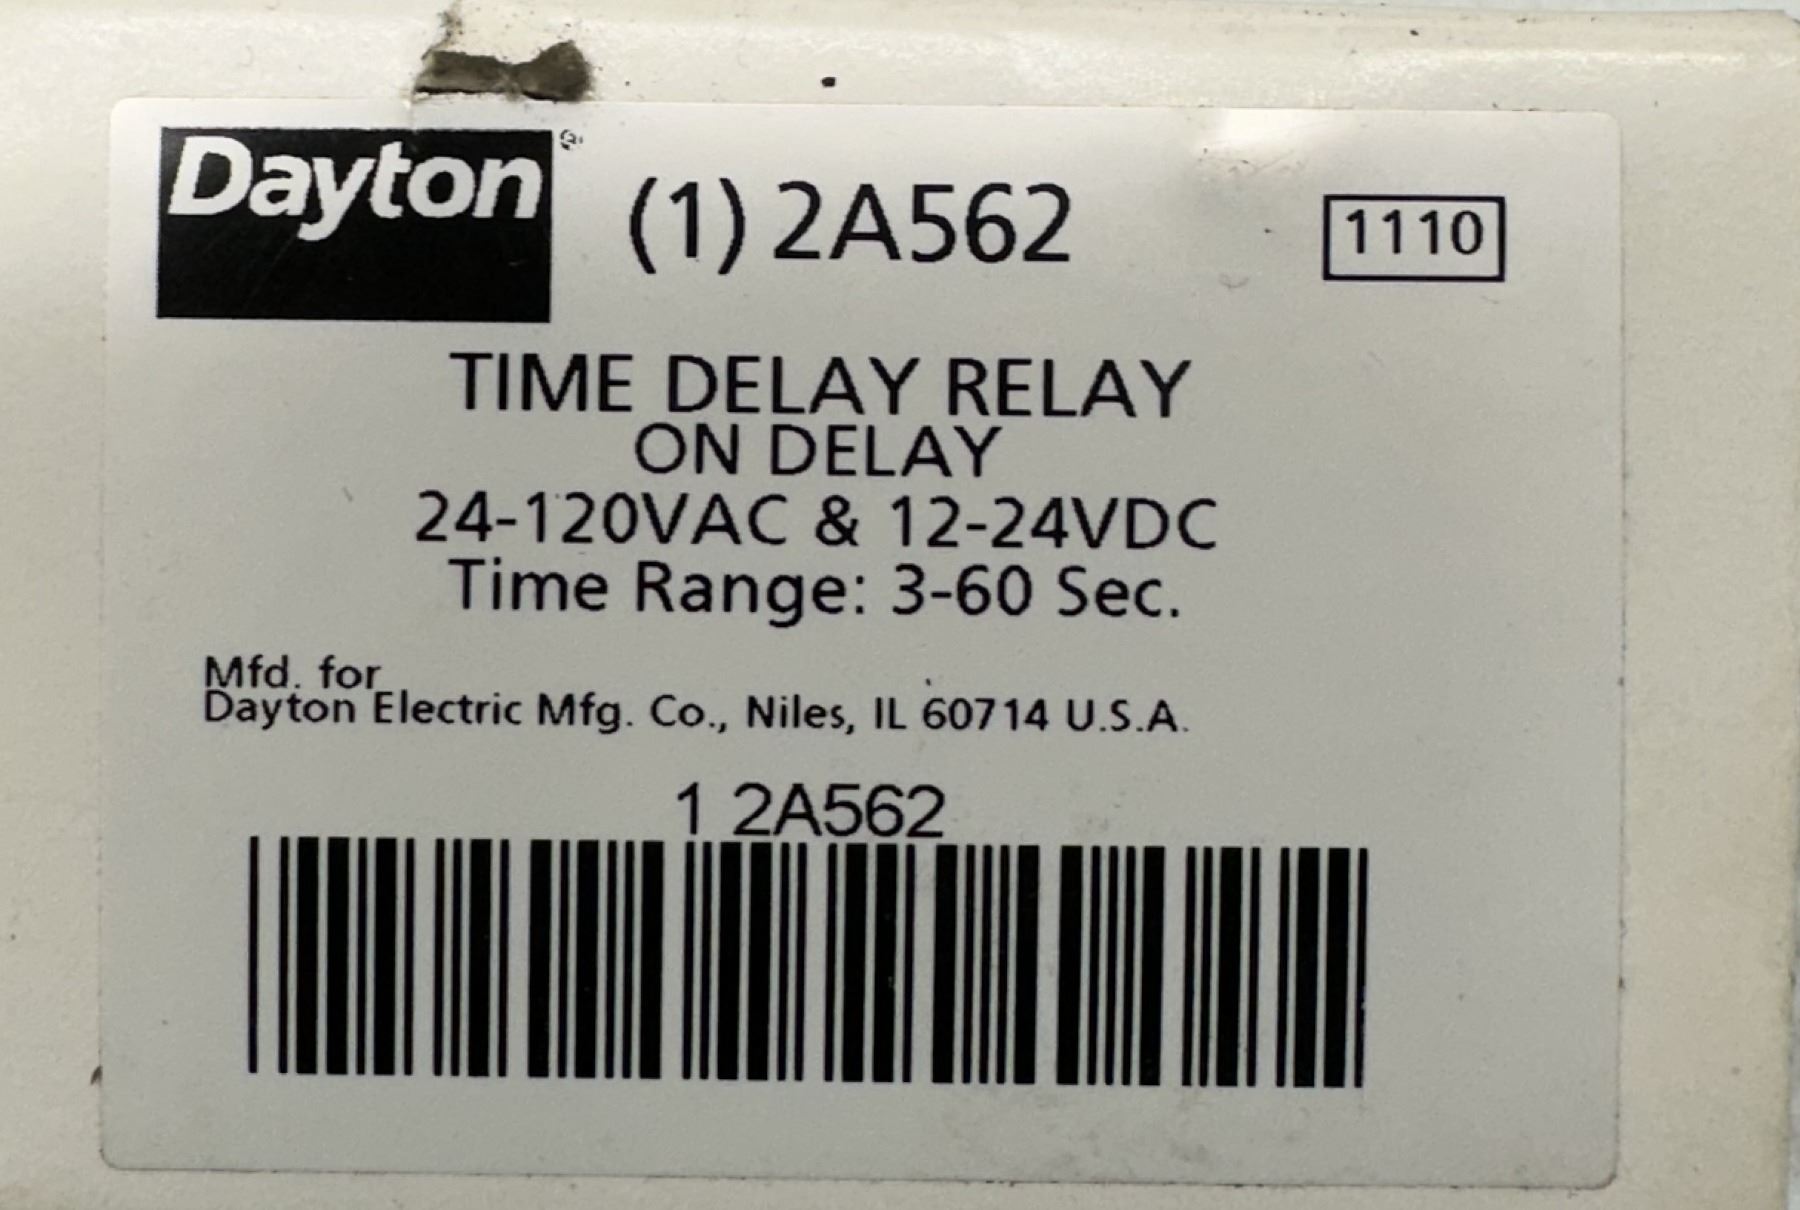 Dayton®
(1) 2A562
1110
TIME DELAY RELAY
ON DELAY
24-120VAC & 12-24VDC
Time Range: 3-60 Sec.
Mfd. for
Dayton Electric Mfg. Co., Niles, IL 60714 U.S.A.
1 2A562